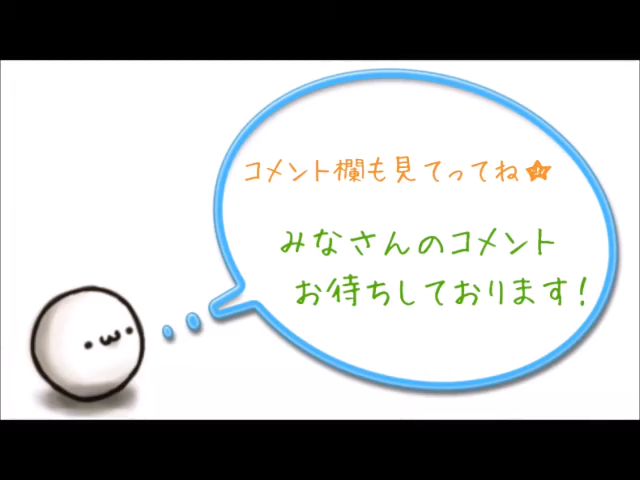 コメント欄も見てってね★
みなさんのコメント
お待ちしております!